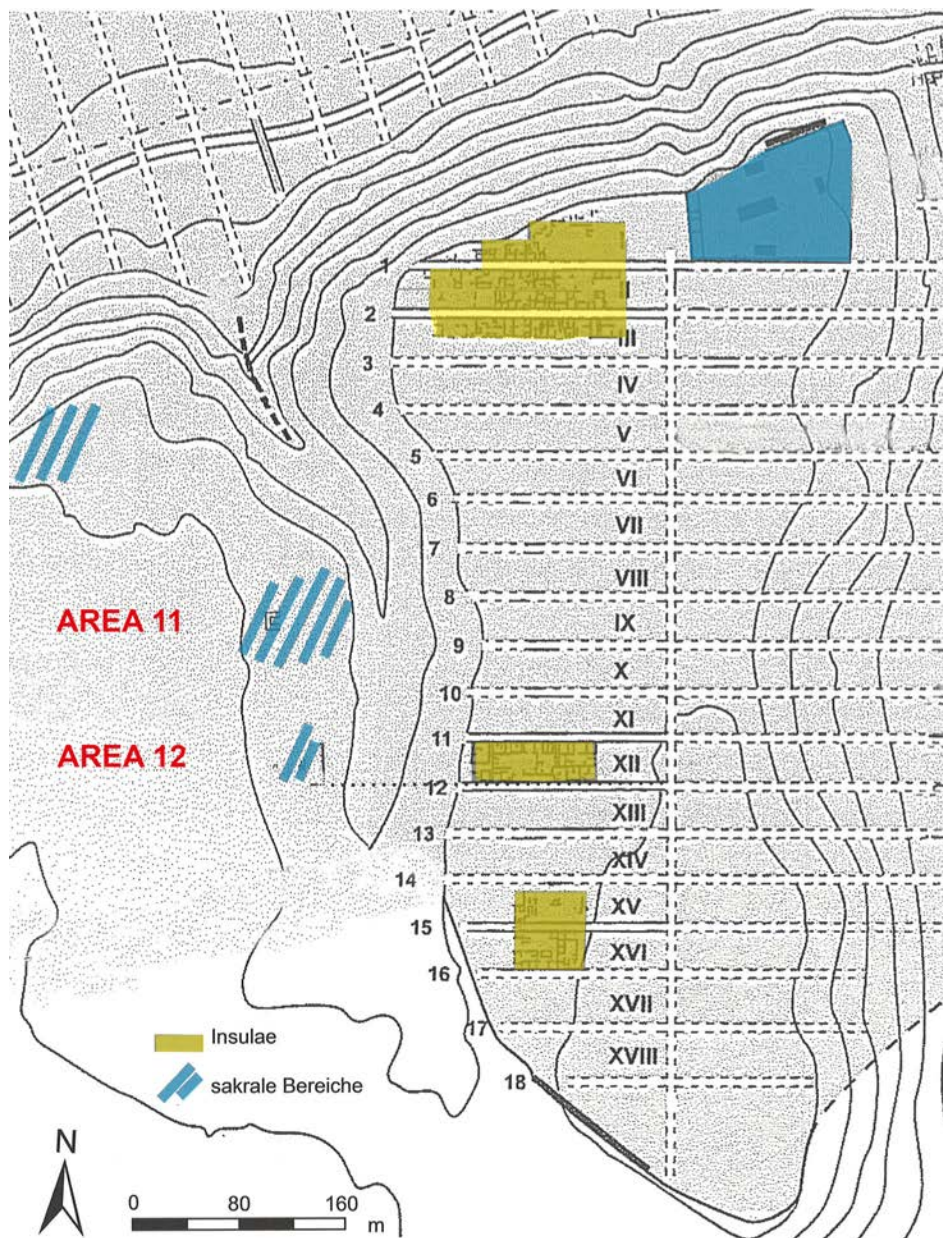 1
II
2
III
3
IV
4
V
5
VI
6
VII
7
VIII
8
AREA 11
E
IX
9
X
10
XI
11
AREA 12
XII
12
XIII
13
XIV
14
XV
15
XVI
16
XVII
17
Insulae
XVIII
18
sakrale Bereiche
N
0 80 160
m